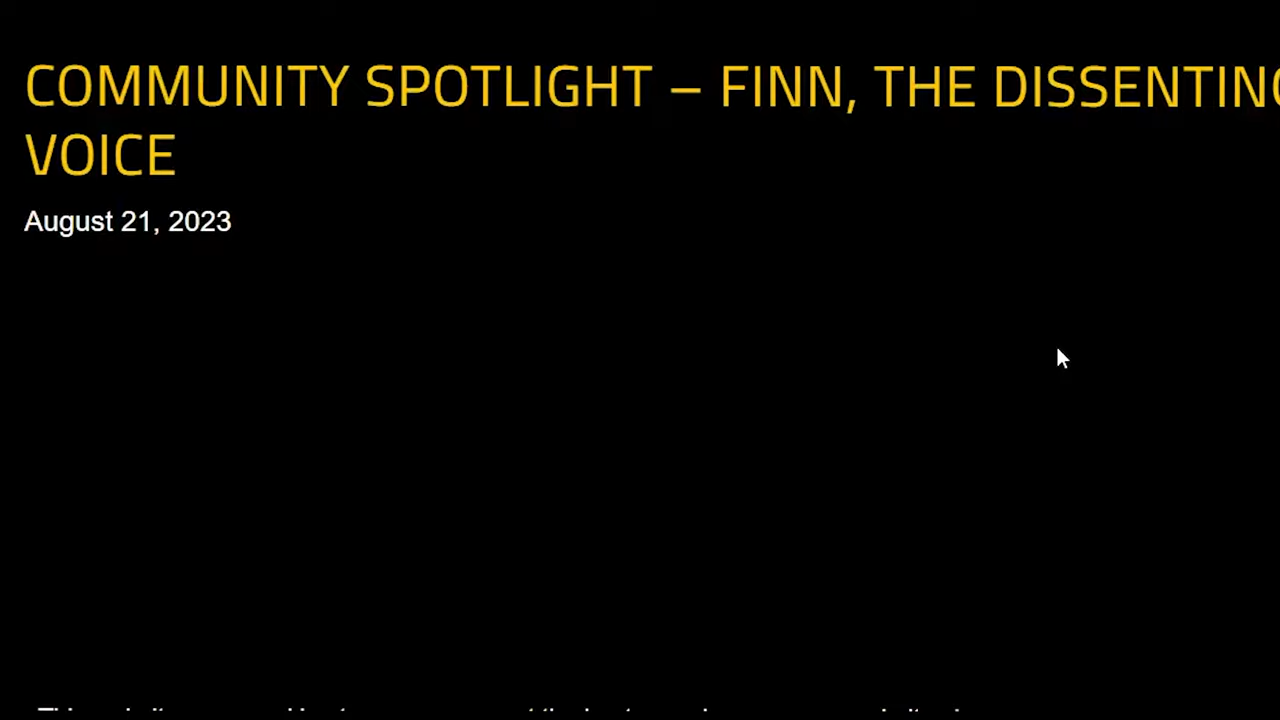 COMMUNITY SPOTLIGHT – FINN, THE DISSENTING
VOICE
August 21, 2023